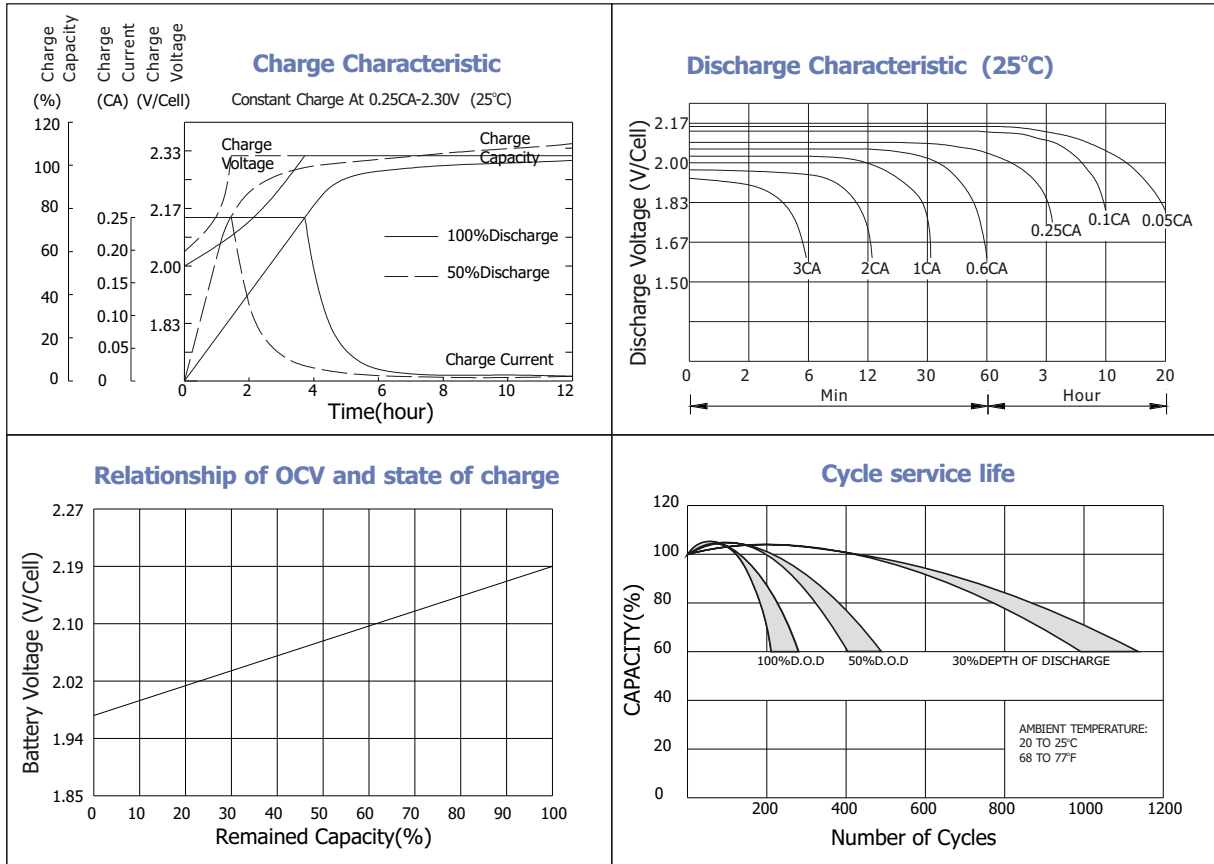 Charge Characteristic
Constant Charge At 0.25CA-2.30V (25°C)
Charge
Capacity
Charge
Current
Charge
Voltage
(%)
(CA)
(V/Cell)
120
100
80
60
40
20
0
0.25
0.20
0.15
0.10
0.05
0
2.33
2.17
2.00
1.83
Charge
Voltage
Charge
Capacity
100%Discharge
50%Discharge
Charge Current
0 2 4 6 8 10 12
Time(hour)
Discharge Characteristic (25°C)
Discharge Voltage (V/Cell)
2.17
2.00
1.83
1.67
1.50
3CA 2CA 1CA 0.6CA 0.25CA 0.1CA 0.05CA
0 2 6 12 30 60 3 10 20
Min Hour
Relationship of OCV and state of charge
Battery Voltage (V/Cell)
2.27
2.19
2.10
2.02
1.94
1.85
0 10 20 30 40 50 60 70 80 90 100
Remained Capacity(%)
Cycle service life
CAPACITY(%)
120
100
80
60
40
20
0
100%D.O.D 50%D.O.D 30%DEPTH OF DISCHARGE
AMBIENT TEMPERATURE:
20 TO 25°C
68 TO 77°F
200 400 600 800 1000 1200
Number of Cycles